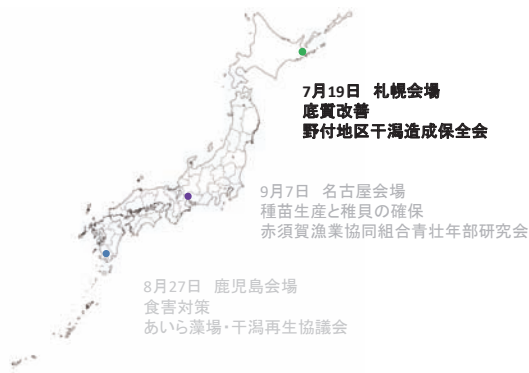 7月19日 札幌会場
底質改善
野付地区干潟造成保全会
9月7日 名古屋会場
種苗生産と稚貝の確保
赤須賀漁業協同組合青壮年部研究会
8月27日 鹿児島会場
食害対策
あいら藻場・干潟再生協議会